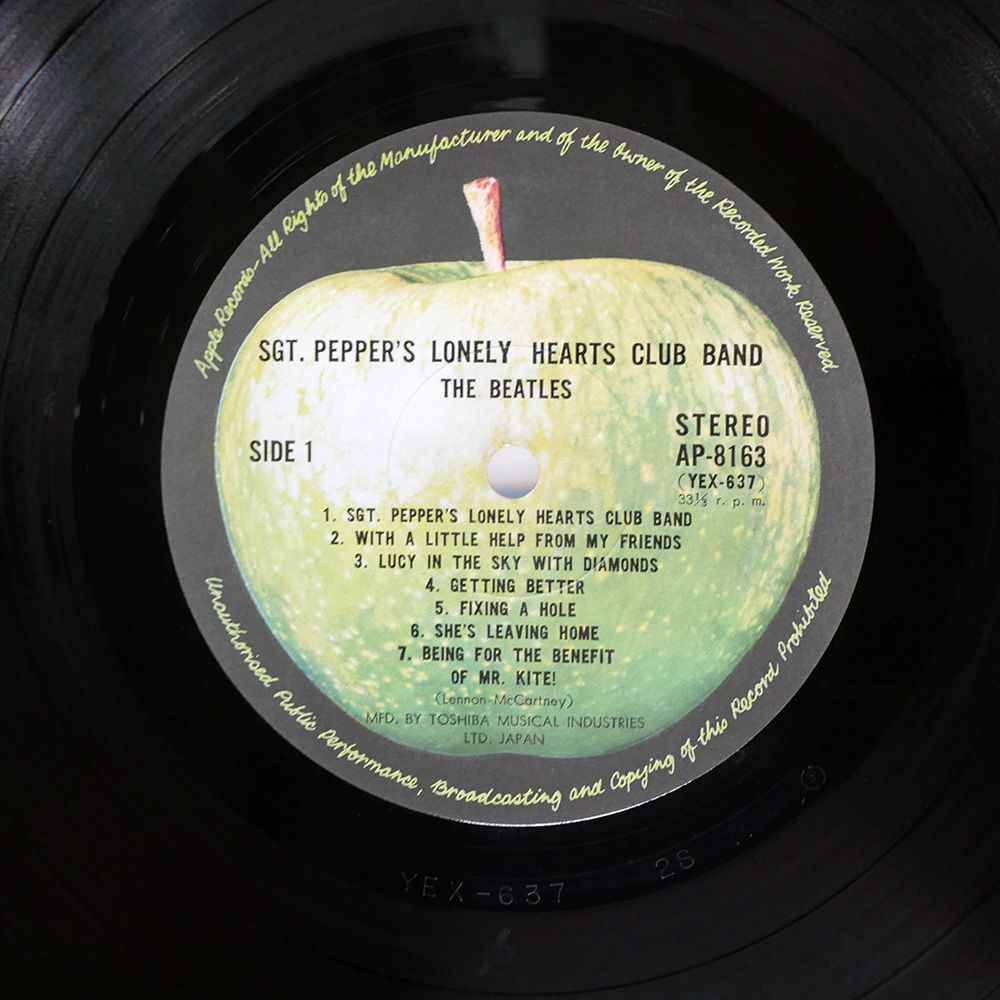 Apple Records-All Rights of the Manufacturer and of the Owner of the Recorded Work Reserved
SGT. PEPPER'S LONELY HEARTS CLUB BAND
THE BEATLES
SIDE 1
STEREO
AP-8163
(YEX-637)
33⅓ r. p. m.
1. SGT. PEPPER'S LONELY HEARTS CLUB BAND
2. WITH A LITTLE HELP FROM MY FRIENDS
3. LUCY IN THE SKY WITH DIAMONDS
4. GETTING BETTER
5. FIXING A HOLE
6. SHE'S LEAVING HOME
7. BEING FOR THE BENEFIT
OF MR. KITE!
(Lennon-McCartney)
MFD. BY TOSHIBA MUSICAL INDUSTRIES
LTD. JAPAN
Unauthorised Public Performance, Broadcasting and Copying of this Record Prohibited
YEX-637 2S